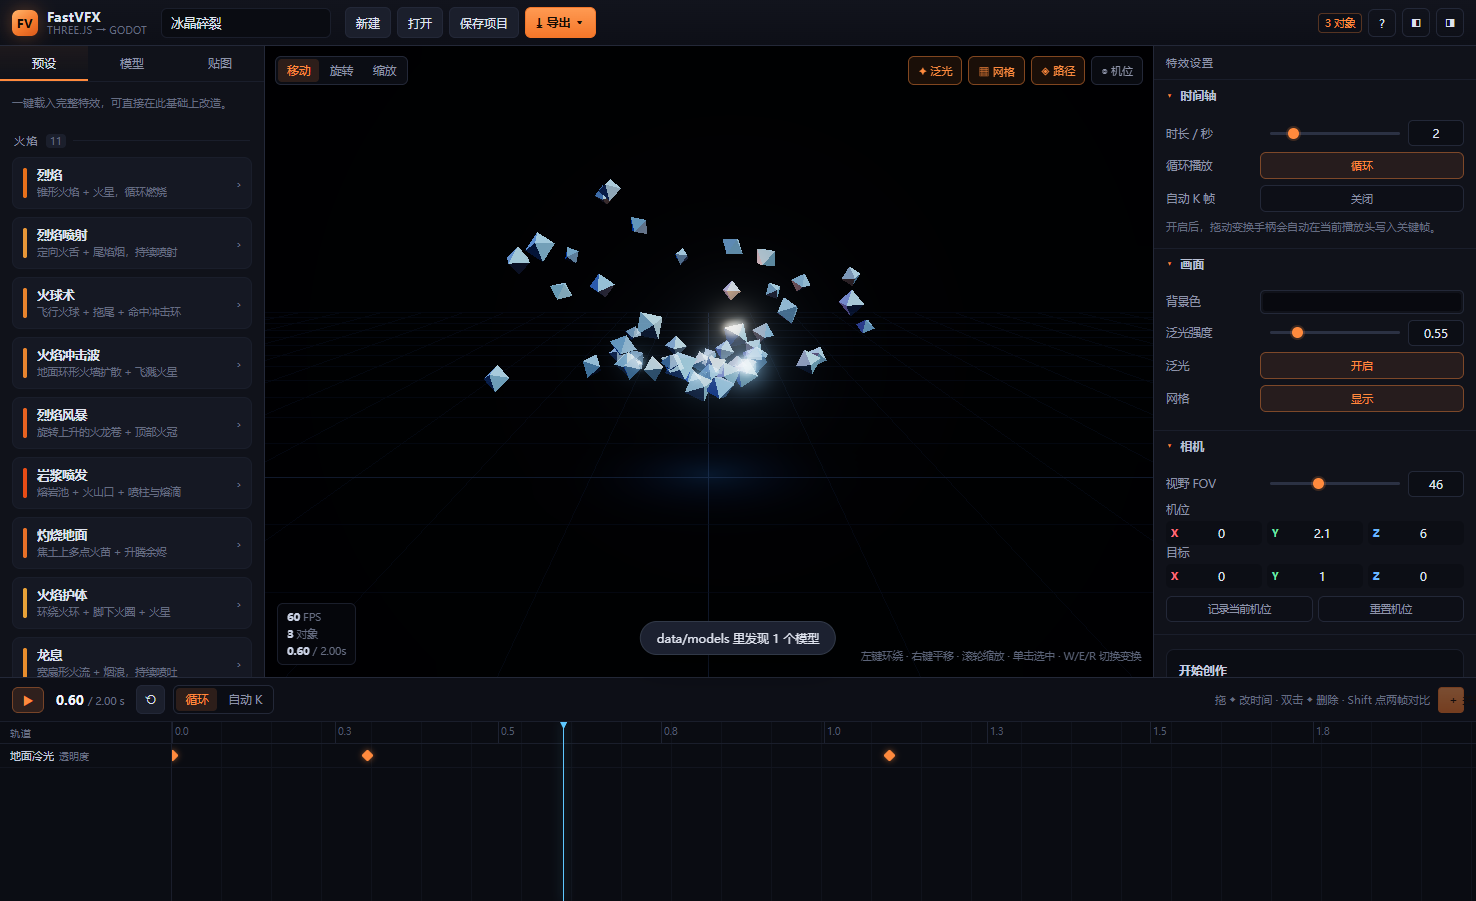 FV FastVFX
THREE.JS → GODOT
冰晶碎裂
新建 打开 保存项目 导出
3 对象 ?
预设 模型 贴图
一键载入完整特效，可直接在此基础上改造。
火焰 11
烈焰
锥形火焰 + 火星，循环燃烧
烈焰喷射
定向火舌 + 尾焰烟，持续喷射
火球术
飞行火球 + 拖尾 + 命中冲击环
火焰冲击波
地面环形火墙扩散 + 飞溅火星
烈焰风暴
旋转上升的火龙卷 + 顶部火冠
岩浆喷发
熔岩池 + 火山口 + 喷柱与熔滴
灼烧地面
焦土上多点火苗 + 升腾余烬
火焰护体
环绕火环 + 脚下火圈 + 火星
龙息
宽扇形火流 + 烟浪，持续喷吐
移动 旋转 缩放
泛光 网格 路径 机位
60 FPS
3 对象
0.60 / 2.00s
data/models 里发现 1 个模型
左键环绕 · 右键平移 · 滚轮缩放 · 单击选中 · W/E/R 切换变换
特效设置
时间轴
时长 / 秒 2
循环播放 循环
自动 K 帧 关闭
开启后，拖动变换手柄会自动在当前播放头写入关键帧。
画面
背景色
泛光强度 0.55
泛光 开启
网格 显示
相机
视野 FOV 46
机位
X 0 Y 2.1 Z 6
目标
X 0 Y 1 Z 0
记录当前机位 重置机位
开始创作
0.60 / 2.00 s 循环 自动 K
拖 ✦ 改时间 · 双击 ✦ 删除 · Shift 点两帧对比 +
轨道 0.0 0.3 0.5 0.8 1.0 1.3 1.5 1.8
地面冷光 透明度